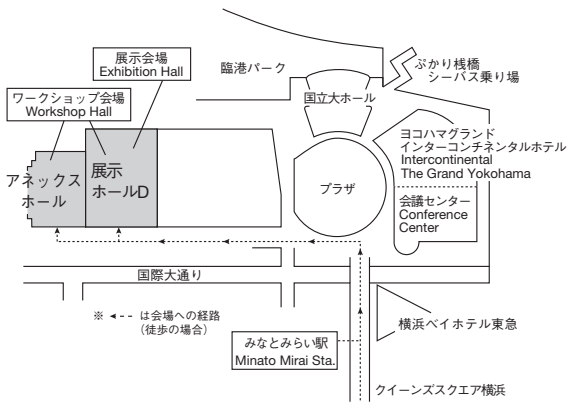 展示会場
Exhibition Hall
臨港パーク
ぷかり桟橋
シーバス乗り場
ワークショップ会場
Workshop Hall
国立大ホール
ヨコハマグランド
インターコンチネンタルホテル
Intercontinental
The Grand Yokohama
アネックス
ホール
展示
ホールD
プラザ
会議センター
Conference
Center
国際大通り
※ は会場への経路
(徒歩の場合)
みなとみらい駅
Minato Mirai Sta.
横浜ベイホテル東急
クイーンズスクエア横浜